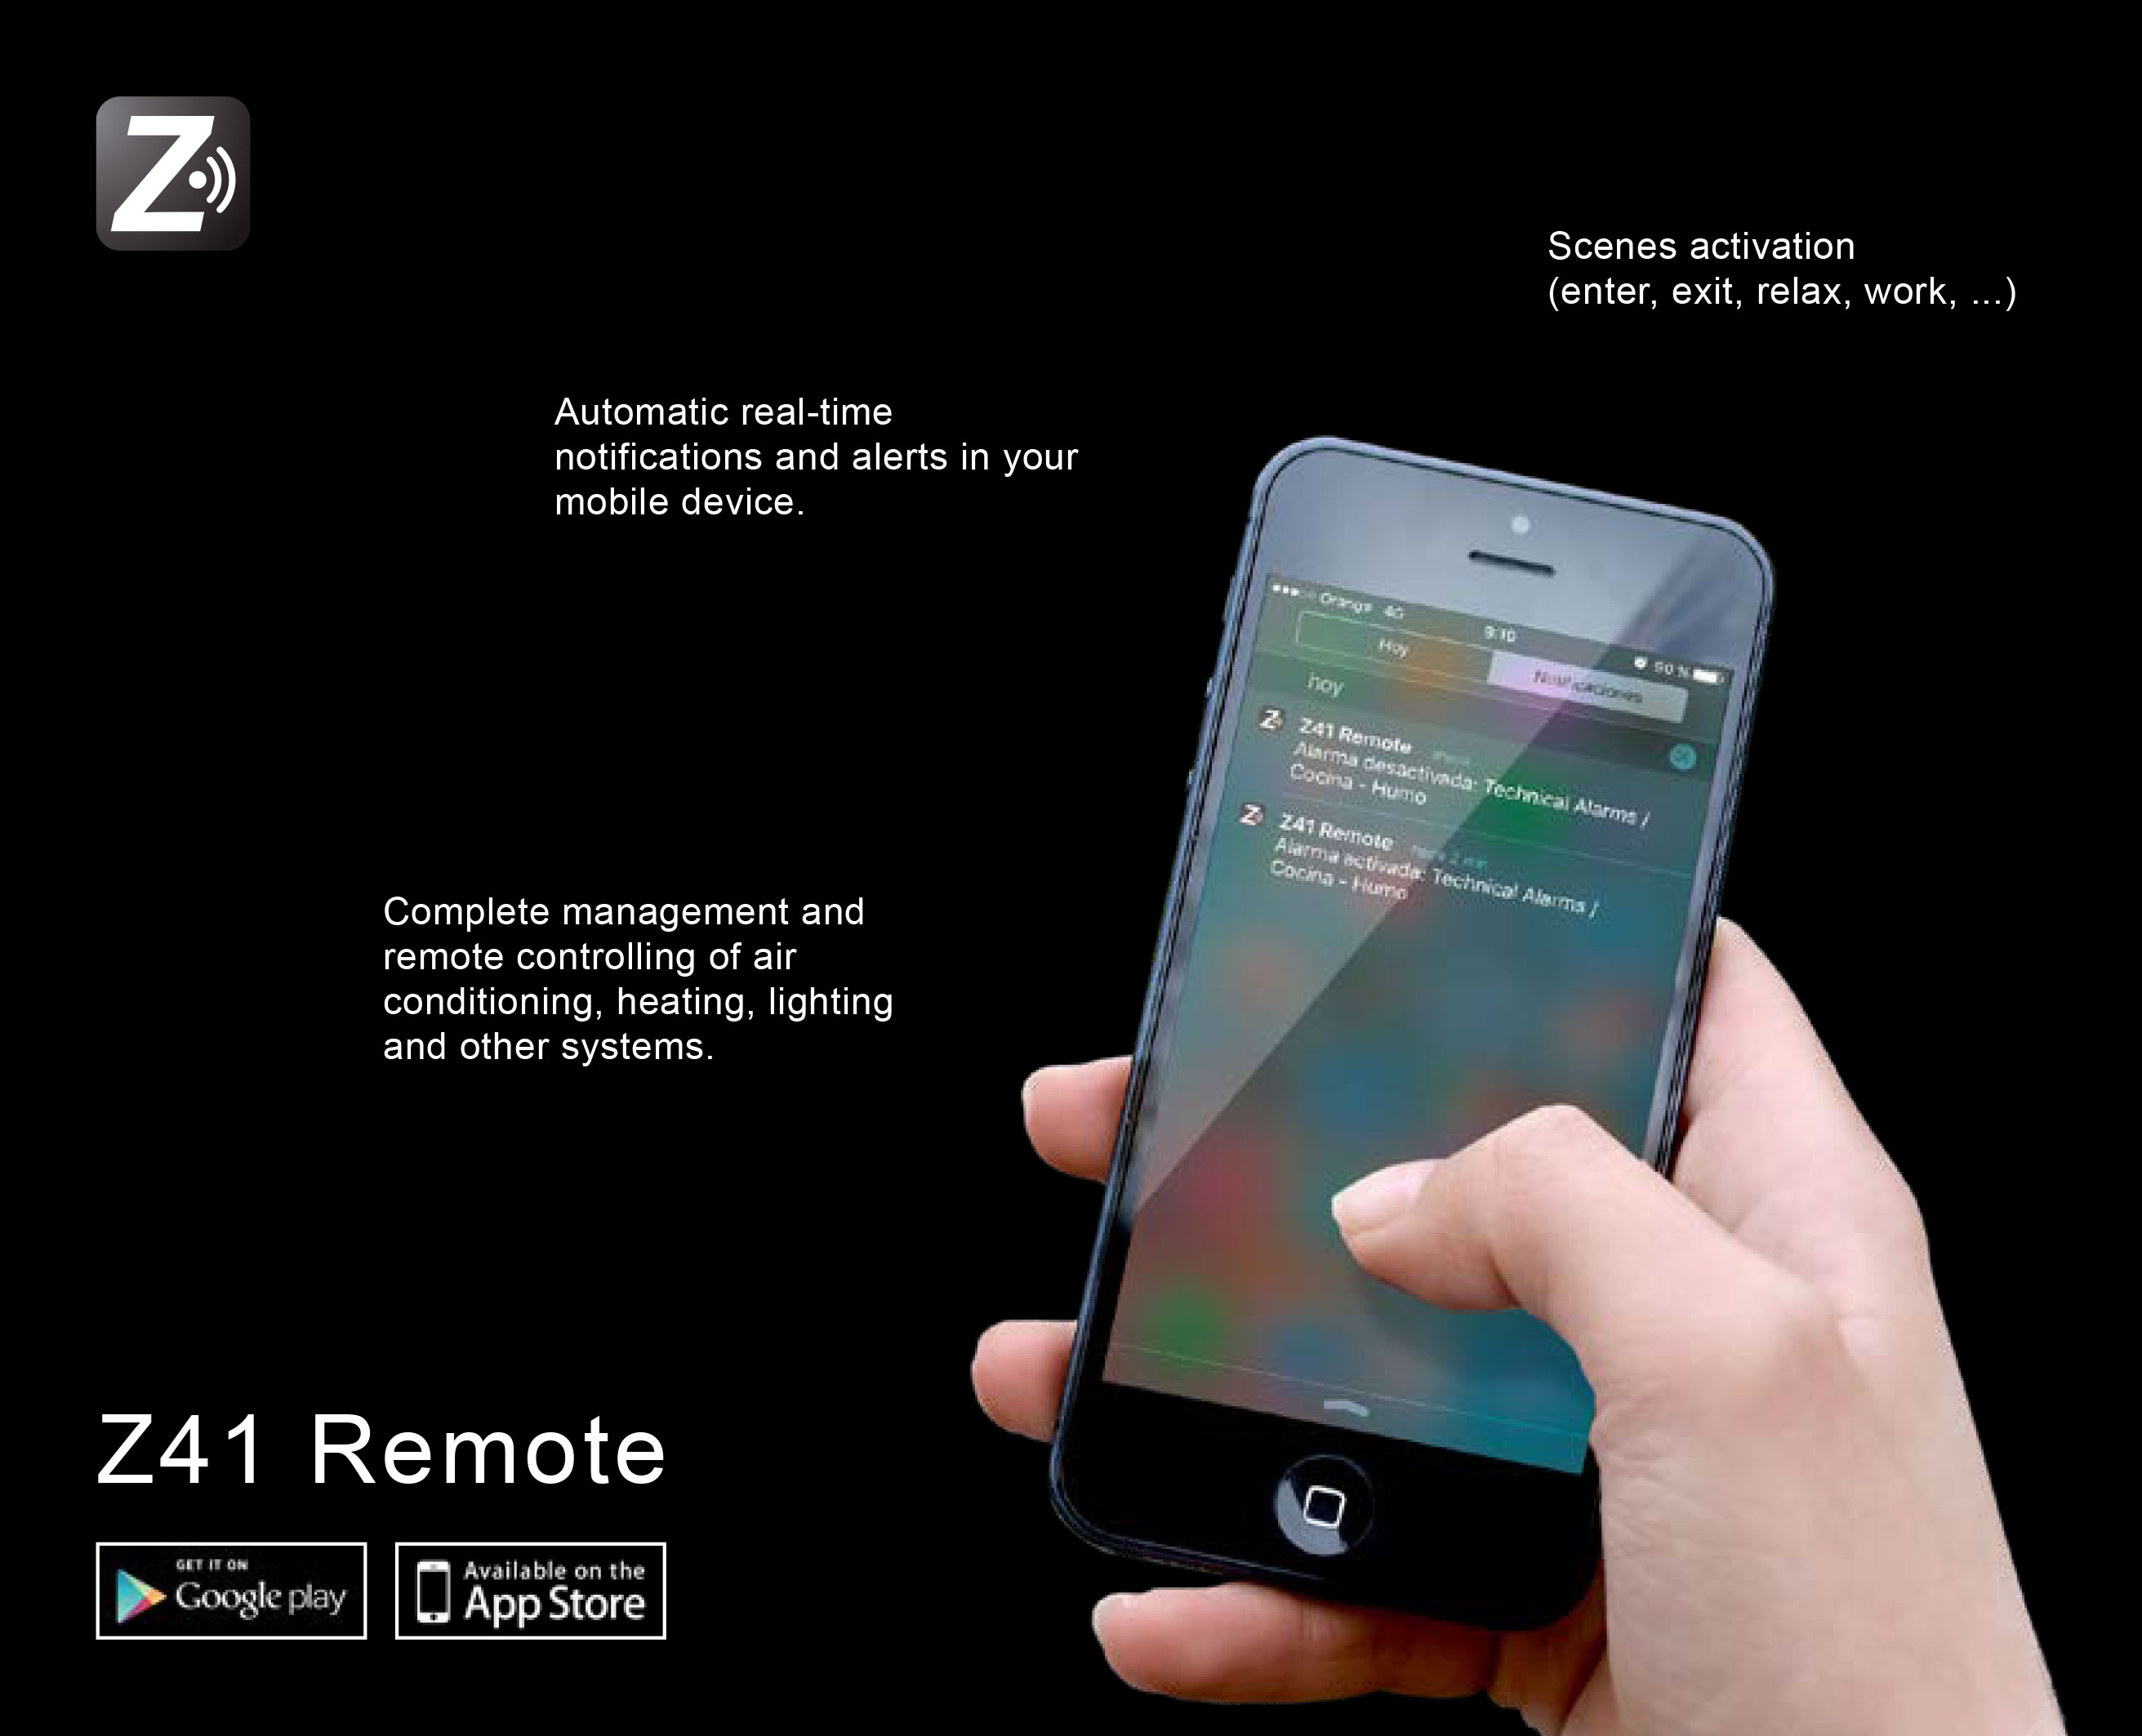 Z
Scenes activation
(enter, exit, relax, work, ...)
Automatic real-time
notifications and alerts in your
mobile device.
Orange 4G
9:10
90 %
Hoy
Notificaciones
hoy
Z41 Remote
Alarma desactivada: Technical Alarms /
Cocina - Humo
Z41 Remote
Alarma activada: Technical Alarms /
Cocina - Humo
Complete management and
remote controlling of air
conditioning, heating, lighting
and other systems.
Z41 Remote
GET IT ON
Google play
Available on the
App Store